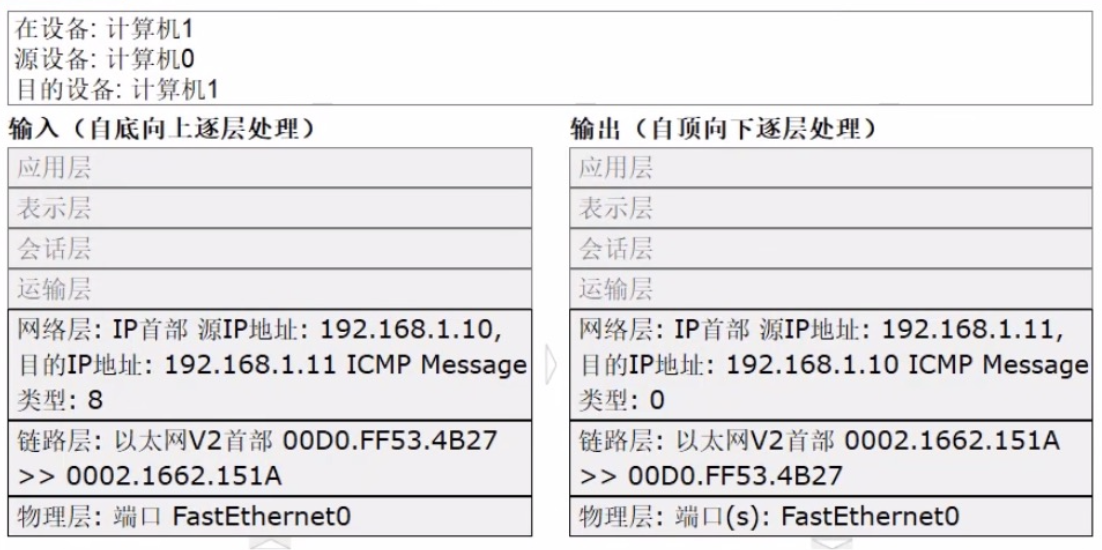 在设备: 计算机1
源设备: 计算机0
目的设备: 计算机1
输入（自底向上逐层处理）
应用层
表示层
会话层
运输层
网络层: IP首部 源IP地址: 192.168.1.10,
目的IP地址: 192.168.1.11 ICMP Message
类型: 8
链路层: 以太网V2首部 00D0.FF53.4B27
>> 0002.1662.151A
物理层: 端口 FastEthernet0
输出（自顶向下逐层处理）
应用层
表示层
会话层
运输层
网络层: IP首部 源IP地址: 192.168.1.11,
目的IP地址: 192.168.1.10 ICMP Message
类型: 0
链路层: 以太网V2首部 0002.1662.151A
>> 00D0.FF53.4B27
物理层: 端口(s): FastEthernet0